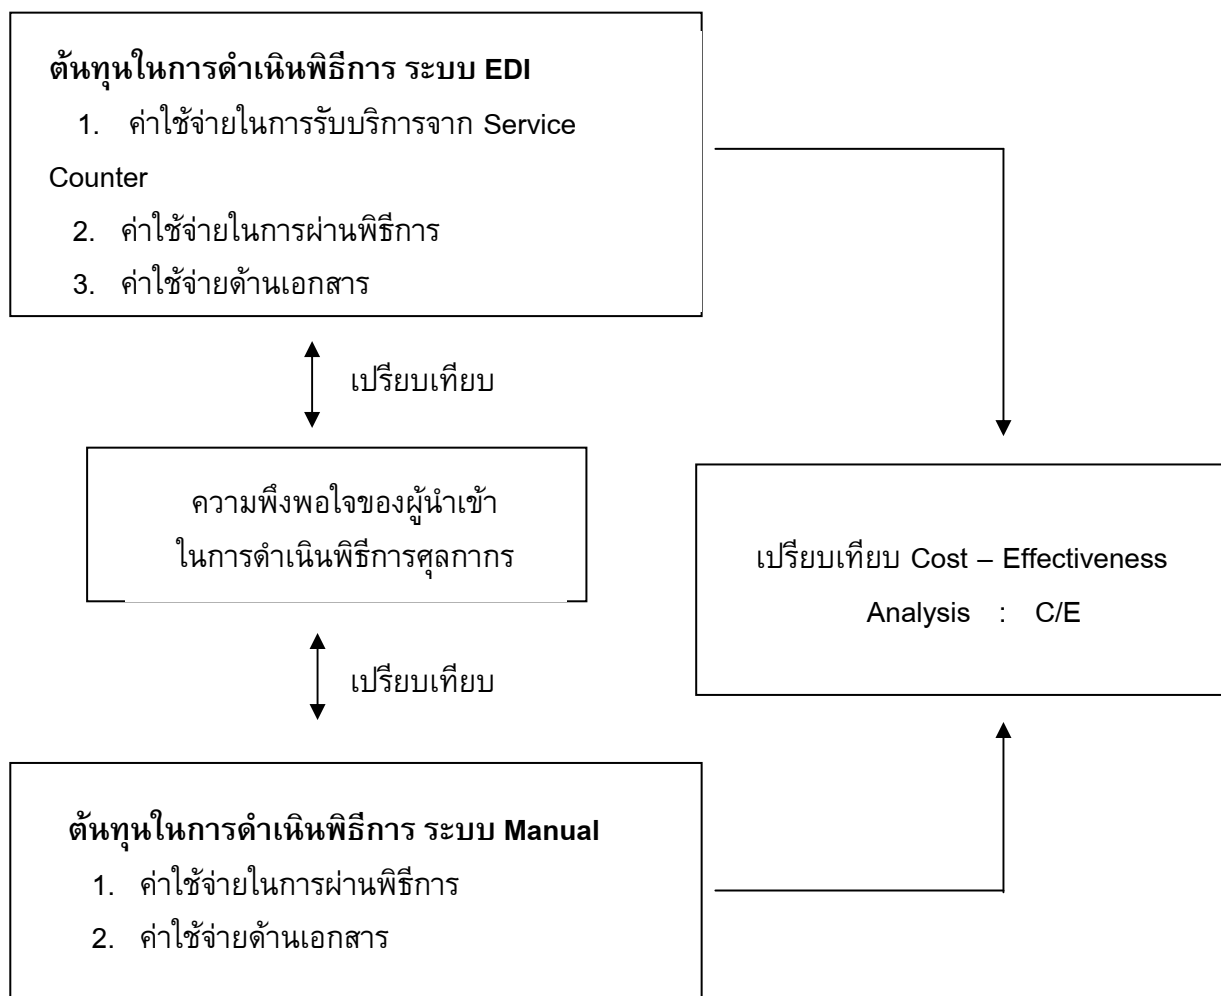 ต้นทุนในการดำเนินพิธีการ ระบบ EDI
1. ค่าใช้จ่ายในการรับบริการจาก Service
Counter
2. ค่าใช้จ่ายในการผ่านพิธีการ
3. ค่าใช้จ่ายด้านเอกสาร
เปรียบเทียบ
ความพึงพอใจของผู้นำเข้า
ในการดำเนินพิธีการศุลกากร
เปรียบเทียบ Cost – Effectiveness
Analysis : C/E
เปรียบเทียบ
ต้นทุนในการดำเนินพิธีการ ระบบ Manual
1. ค่าใช้จ่ายในการผ่านพิธีการ
2. ค่าใช้จ่ายด้านเอกสาร